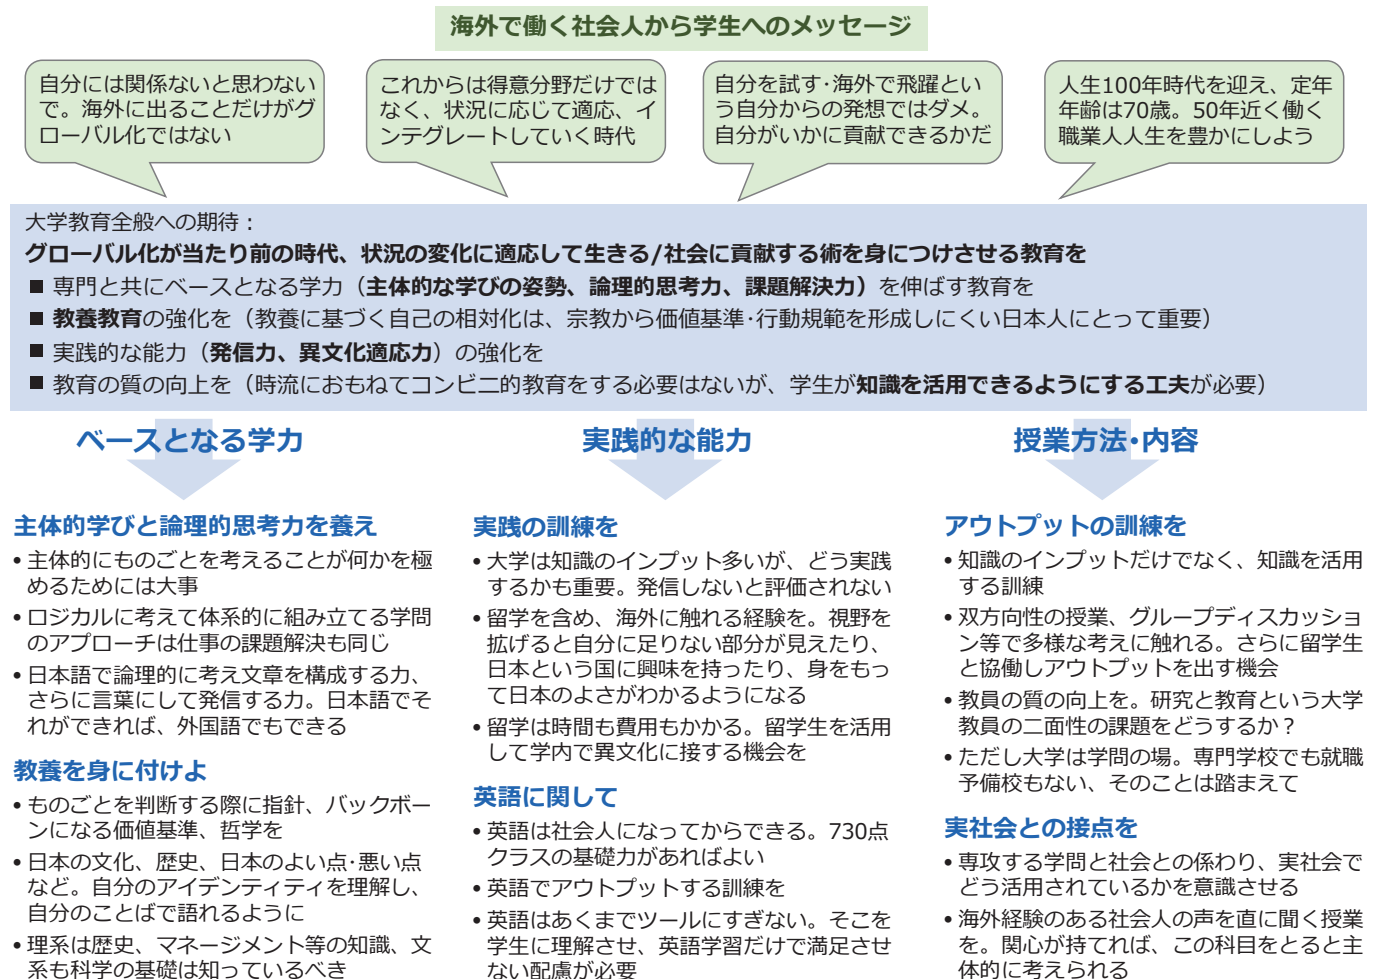 海外で働く社会人から学生へのメッセージ
自分には関係ないと思わない
で。海外に出ることだけがグ
ローバル化ではない
これからは得意分野だけでは
なく、状況に応じて適応、イ
ンテグレートしていく時代
自分を試す･海外で飛躍とい
う自分からの発想ではダメ。
自分がいかに貢献できるかだ
人生100年時代を迎え、定年
年齢は70歳。50年近く働く
職業人人生を豊かにしよう
大学教育全般への期待：
グローバル化が当たり前の時代、状況の変化に適応して生きる/社会に貢献する術を身につけさせる教育を
■ 専門と共にベースとなる学力（主体的な学びの姿勢、論理的思考力、課題解決力）を伸ばす教育を
■ 教養教育の強化を（教養に基づく自己の相対化は、宗教から価値基準･行動規範を形成しにくい日本人にとって重要）
■ 実践的な能力（発信力、異文化適応力）の強化を
■ 教育の質の向上を（時流におもねてコンビニ的教育をする必要はないが、学生が知識を活用できるようにする工夫が必要）
ベースとなる学力
主体的学びと論理的思考力を養え
• 主体的にものごとを考えることが何かを極
めるためには大事
• ロジカルに考えて体系的に組み立てる学問
のアプローチは仕事の課題解決も同じ
• 日本語で論理的に考え文章を構成する力、
さらに言葉にして発信する力。日本語でそ
れができれば、外国語でもできる
教養を身に付けよ
• ものごとを判断する際に指針、バックボー
ンになる価値基準、哲学を
• 日本の文化、歴史、日本のよい点･悪い点
など。自分のアイデンティティを理解し、
自分のことばで語れるように
• 理系は歴史、マネージメント等の知識、文
系も科学の基礎は知っているべき
実践的な能力
実践の訓練を
• 大学は知識のインプット多いが、どう実践
するかも重要。発信しないと評価されない
• 留学を含め、海外に触れる経験を。視野を
拡げると自分に足りない部分が見えたり、
日本という国に興味を持ったり、身をもっ
て日本のよさがわかるようになる
• 留学は時間も費用もかかる。留学生を活用
して学内で異文化に接する機会を
英語に関して
• 英語は社会人になってからできる。730点
クラスの基礎力があればよい
• 英語でアウトプットする訓練を
• 英語はあくまでツールにすぎない。そこを
学生に理解させ、英語学習だけで満足させ
ない配慮が必要
授業方法･内容
アウトプットの訓練を
• 知識のインプットだけでなく、知識を活用
する訓練
• 双方向性の授業、グループディスカッショ
ン等で多様な考えに触れる。さらに留学生
と協働しアウトプットを出す機会
• 教員の質の向上を。研究と教育という大学
教員の二面性の課題をどうするか？
• ただし大学は学問の場。専門学校でも就職
予備校もない、そのことは踏まえて
実社会との接点を
• 専攻する学問と社会との係わり、実社会で
どう活用されているかを意識させる
• 海外経験のある社会人の声を直に聞く授業
を。関心が持てれば、この科目をとると主
体的に考えられる